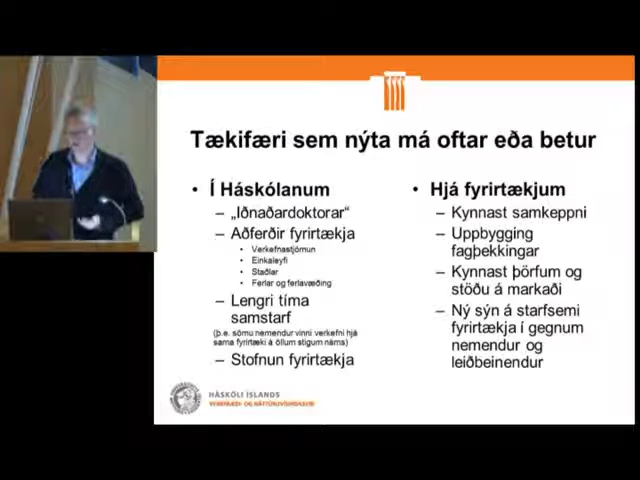 Tækifæri sem nýta má oftar eða betur
• Í Háskólanum
– „Iðnaðardoktorar“
– Aðferðir fyrirtækja
• Verkefnastjórnun
• Einkaleyfi
• Staðlar
• Ferlar og ferlavæðing
– Lengri tíma
samstarf
(þ.e. sömu nemendur vinni verkefni hjá
sama fyrirtæki á öllum stigum náms)
– Stofnun fyrirtækja
• Hjá fyrirtækjum
– Kynnast samkeppni
– Uppbygging
fagþekkingar
– Kynnast þörfum og
stöðu á markaði
– Ný sýn á starfsemi
fyrirtækja í gegnum
nemendur og
leiðbeinendur
HÁSKÓLI ÍSLANDS
VERKFRÆÐI- OG NÁTTÚRUVÍSINDASVIÐ